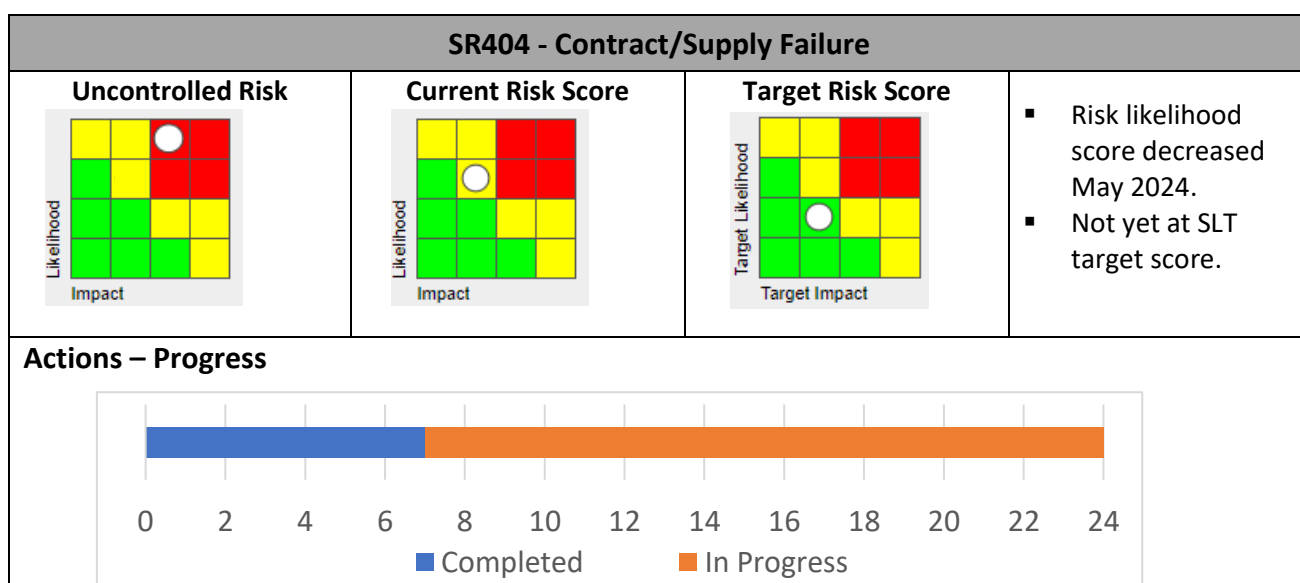 SR404 - Contract/Supply Failure
Uncontrolled Risk
Likelihood
Impact
Current Risk Score
Likelihood
Impact
Target Risk Score
Target Likelihood
Target Impact
▪ Risk likelihood
score decreased
May 2024.
▪ Not yet at SLT
target score.
Actions – Progress
0 2 4 6 8 10 12 14 16 18 20 22 24
Completed In Progress